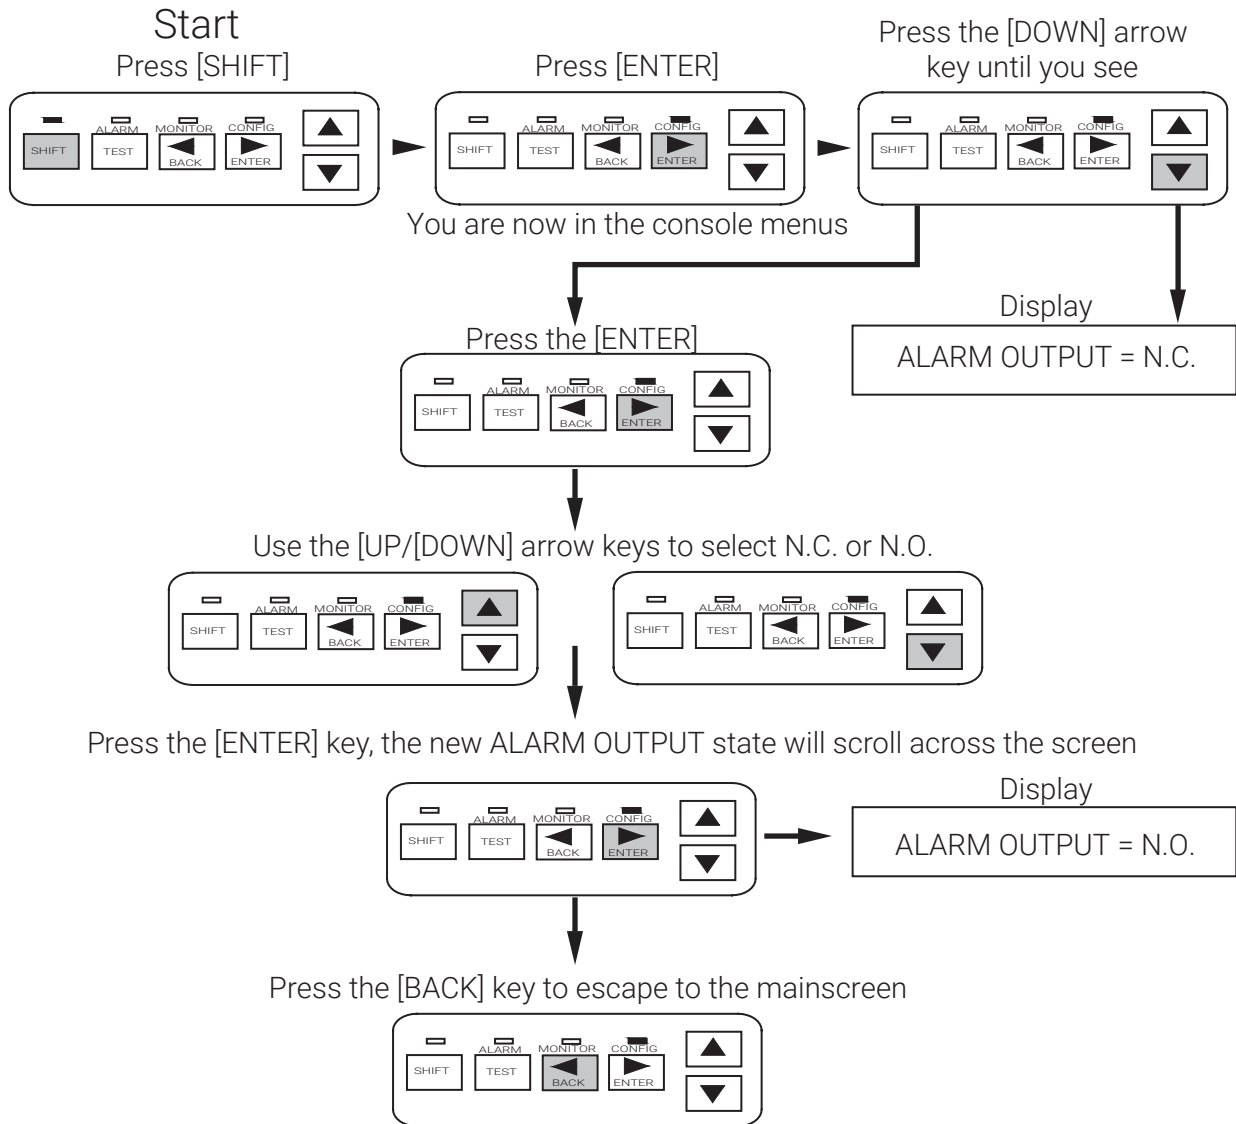 Start
Press [SHIFT]
ALARM MONITOR CONFIG
SHIFT TEST BACK ENTER
Press [ENTER]
ALARM MONITOR CONFIG
SHIFT TEST BACK ENTER
You are now in the console menus
Press the [DOWN] arrow
key until you see
ALARM MONITOR CONFIG
SHIFT TEST BACK ENTER
Display
ALARM OUTPUT = N.C.
Press the [ENTER]
ALARM MONITOR CONFIG
SHIFT TEST BACK ENTER
Use the [UP/[DOWN] arrow keys to select N.C. or N.O.
ALARM MONITOR CONFIG
SHIFT TEST BACK ENTER
ALARM MONITOR CONFIG
SHIFT TEST BACK ENTER
Press the [ENTER] key, the new ALARM OUTPUT state will scroll across the screen
ALARM MONITOR CONFIG
SHIFT TEST BACK ENTER
Display
ALARM OUTPUT = N.O.
Press the [BACK] key to escape to the mainscreen
ALARM MONITOR CONFIG
SHIFT TEST BACK ENTER